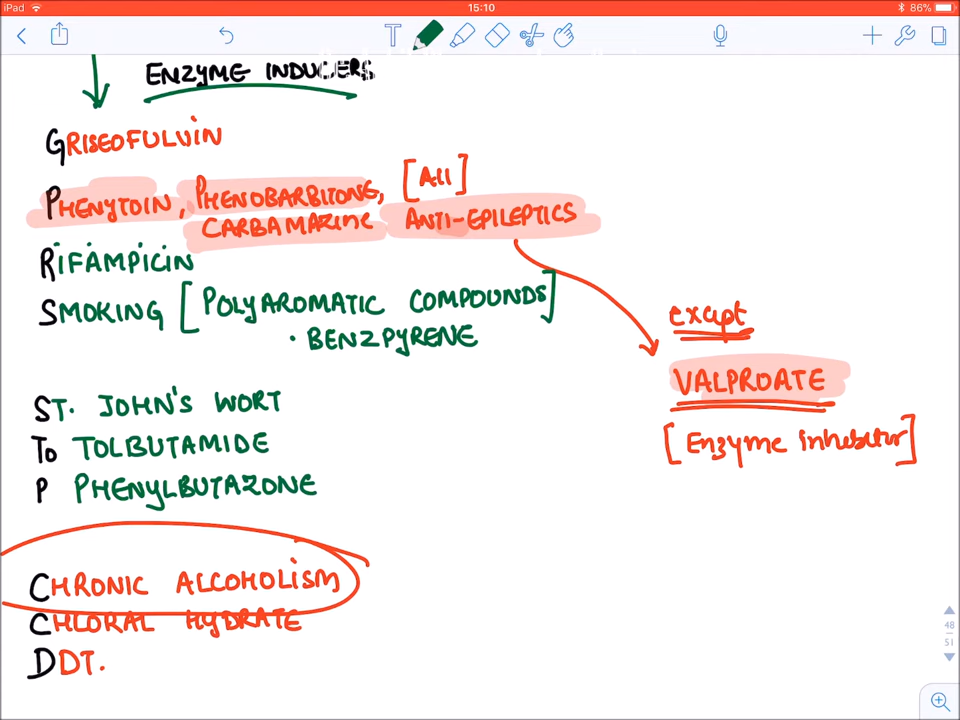 iPad 15:10 86%
T
ENZYME INDUCERS
GRISEOFULVIN
PHENYTOIN, PHENOBARBITONE, [All]
CARBAMAZINE ANTI-EPILEPTICS
RiFAMPICIN
SMOKING [POLYAROMATIC COMPOUNDS]
· BENZPYRENE
except
VALPROATE
[Enzyme inhibitor]
ST. JOHN'S WORT
To TOLBUTAMIDE
P PHENYLBUTAZONE
CHRONIC ALCOHOLiSM
CHLORAL HYDRATE
DDT.
48
51